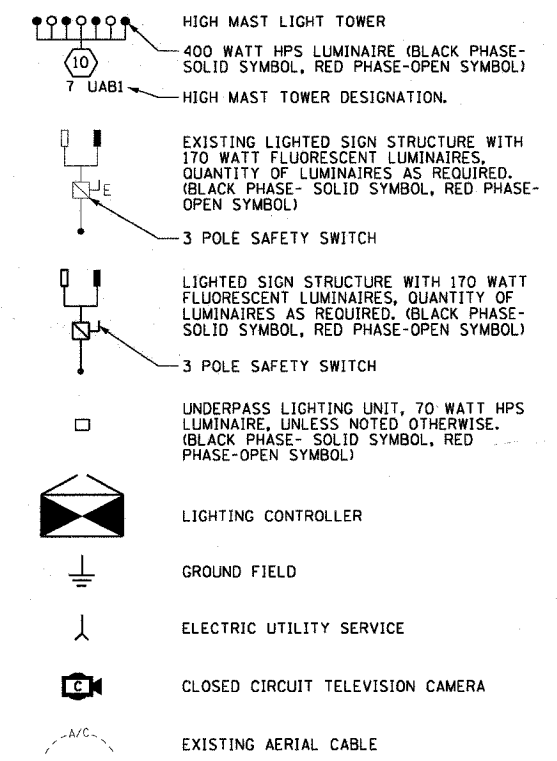 HIGH MAST LIGHT TOWER
400 WATT HPS LUMINAIRE (BLACK PHASE-
SOLID SYMBOL, RED PHASE-OPEN SYMBOL)
10
7 UAB1
HIGH MAST TOWER DESIGNATION.
EXISTING LIGHTED SIGN STRUCTURE WITH
170 WATT FLUORESCENT LUMINAIRES,
QUANTITY OF LUMINAIRES AS REQUIRED.
(BLACK PHASE- SOLID SYMBOL, RED PHASE-
OPEN SYMBOL)
E
3 POLE SAFETY SWITCH
LIGHTED SIGN STRUCTURE WITH 170 WATT
FLUORESCENT LUMINAIRES, QUANTITY OF
LUMINAIRES AS REQUIRED. (BLACK PHASE-
SOLID SYMBOL, RED PHASE-OPEN SYMBOL)
3 POLE SAFETY SWITCH
UNDERPASS LIGHTING UNIT, 70 WATT HPS
LUMINAIRE, UNLESS NOTED OTHERWISE.
(BLACK PHASE- SOLID SYMBOL, RED
PHASE-OPEN SYMBOL)
LIGHTING CONTROLLER
GROUND FIELD
ELECTRIC UTILITY SERVICE
C
CLOSED CIRCUIT TELEVISION CAMERA
A/C
EXISTING AERIAL CABLE